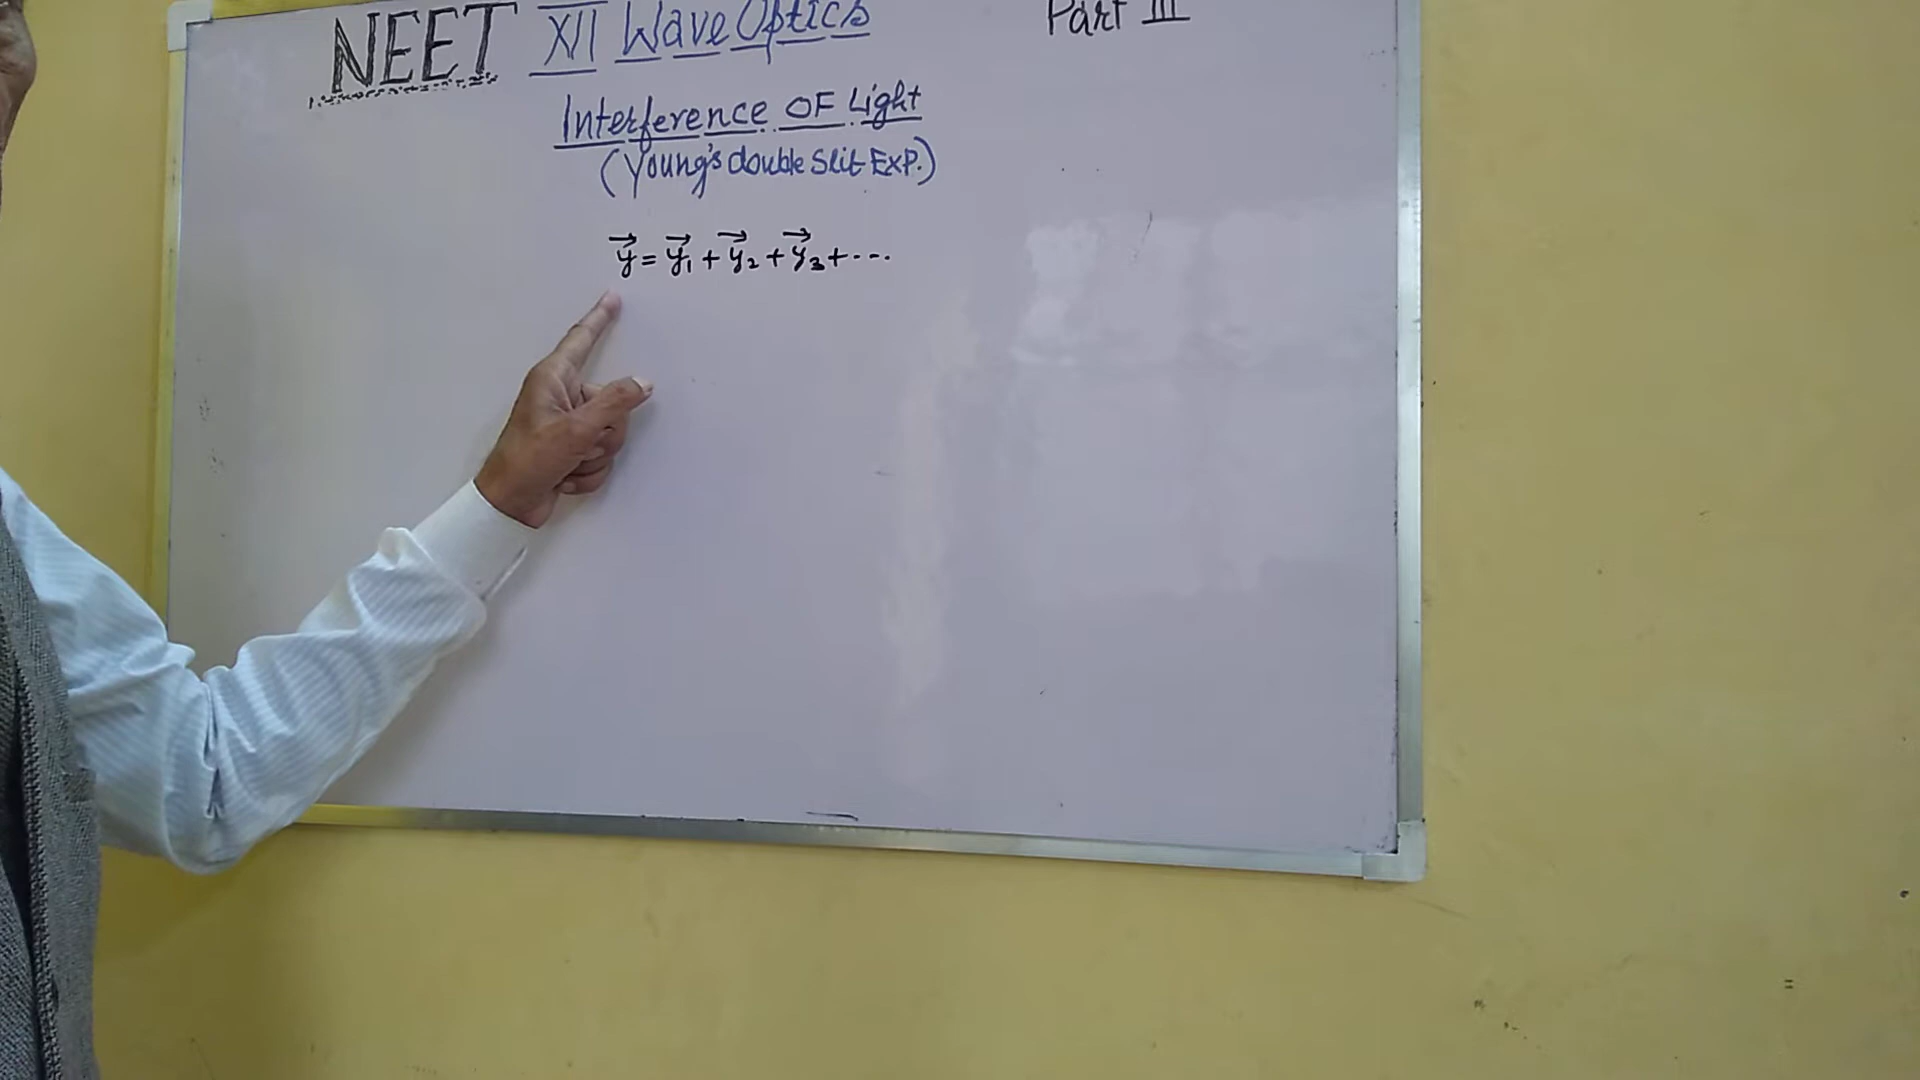 NEET XII Wave Optics Part III
Interference OF Light
(Young's double Slit Exp.)
y⃗ = y⃗₁ + y⃗₂ + y⃗₃ + ...